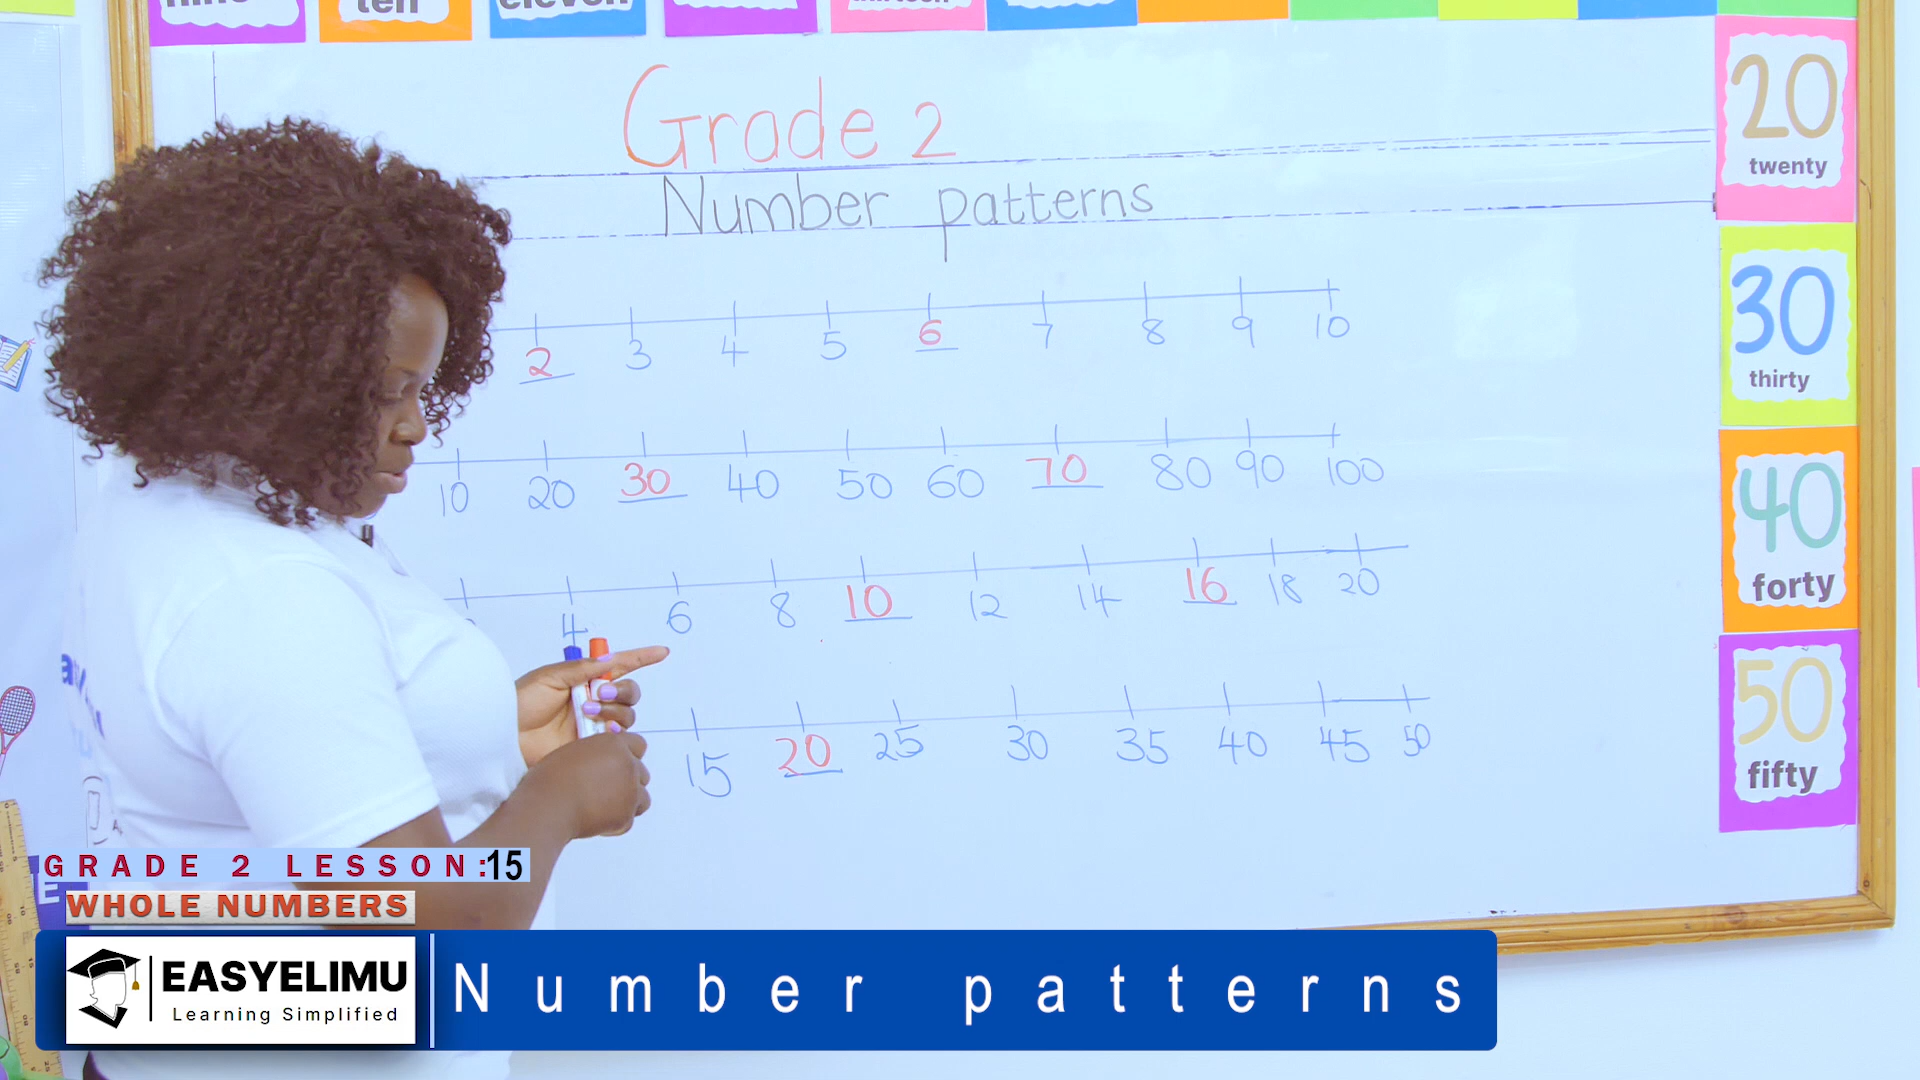 ten
eleven
Grade 2
Number patterns
2 3 4 5 6 7 8 9 10
10 20 30 40 50 60 70 80 90 100
4 6 8 10 12 14 16 18 20
15 20 25 30 35 40 45 50
20
twenty
30
thirty
40
forty
50
fifty
GRADE 2 LESSON:15
WHOLE NUMBERS
EASYELIMU
Learning Simplified
Number patterns